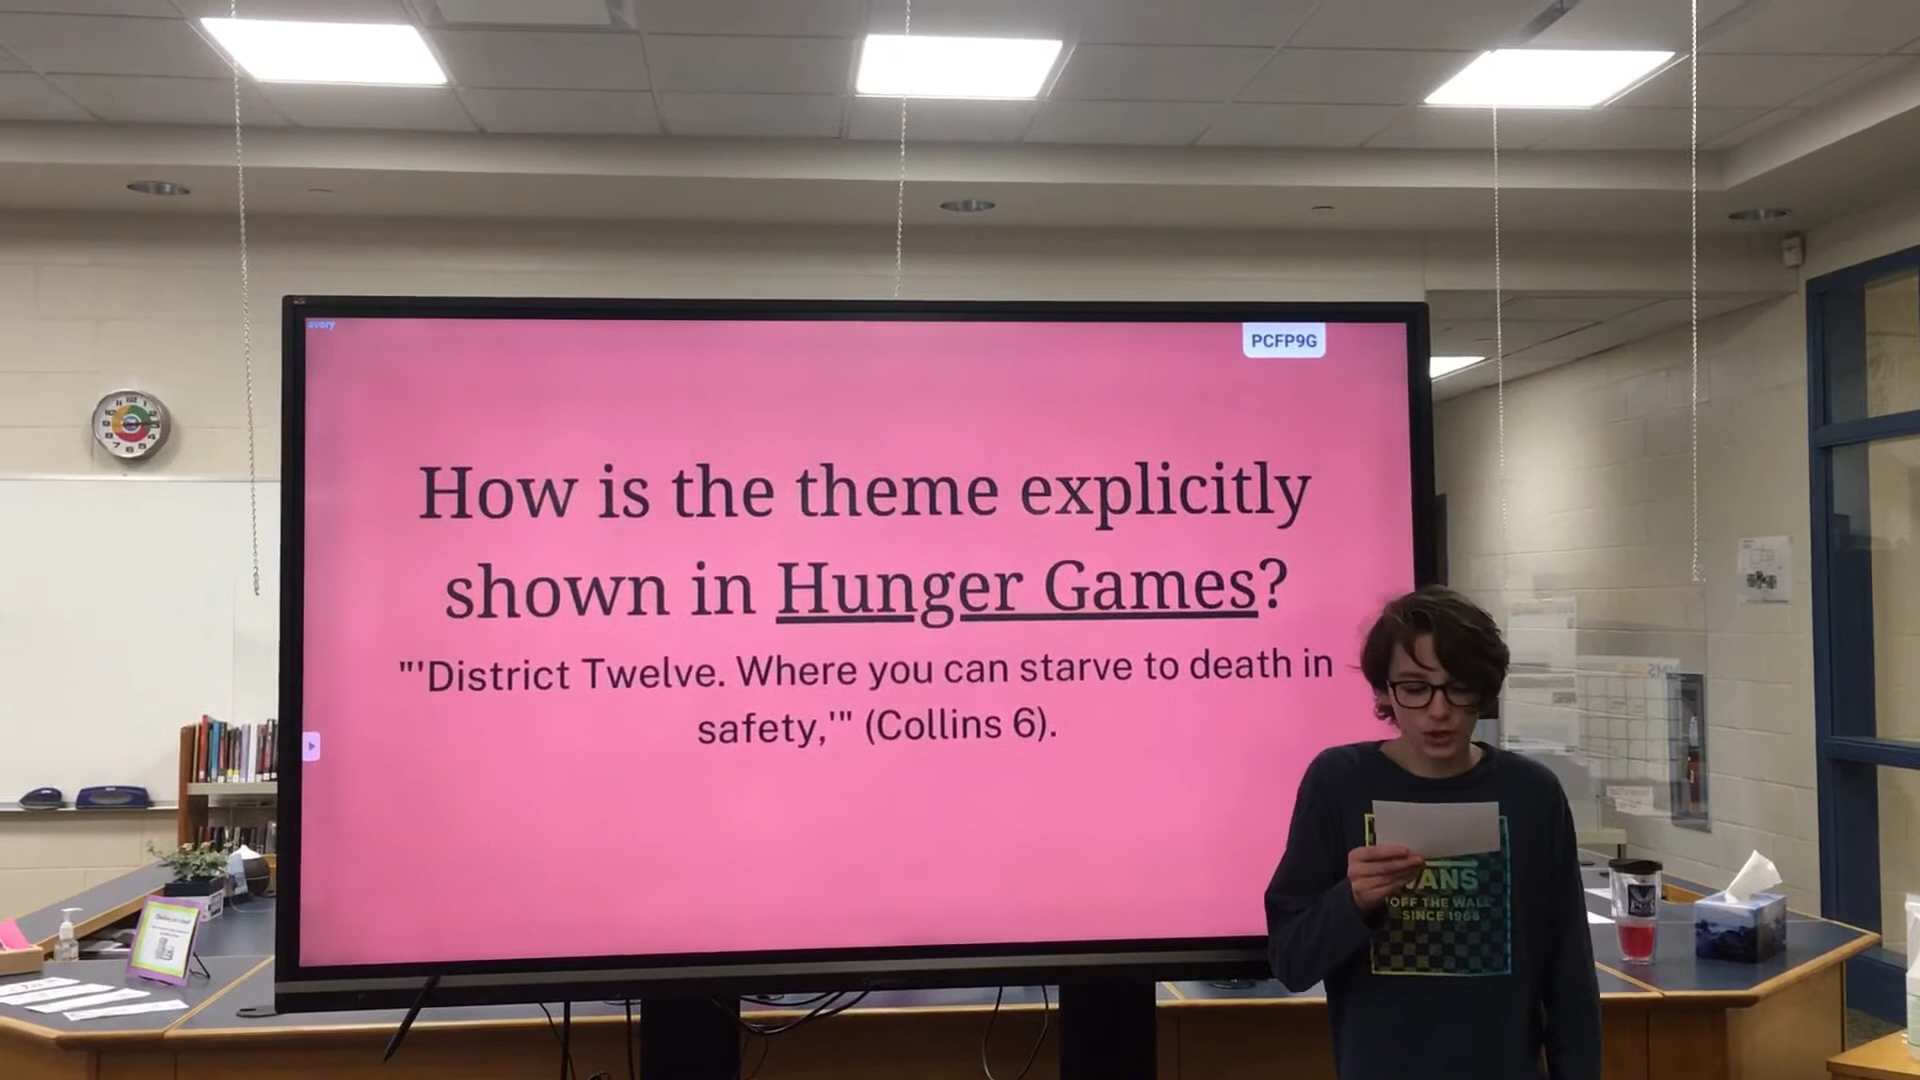 avery
PCFP9G
How is the theme explicitly
shown in Hunger Games?
"'District Twelve. Where you can starve to death in
safety,'" (Collins 6).
VANS
"OFF THE WALL"
SINCE 1966